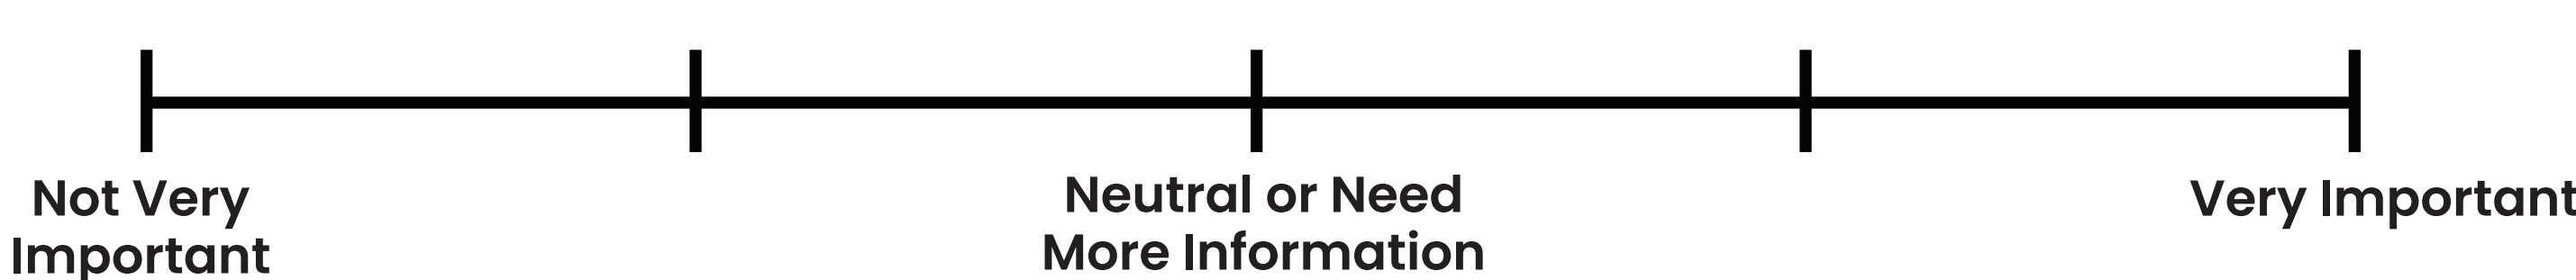 Not Very
Important
Neutral or Need
More Information
Very Important